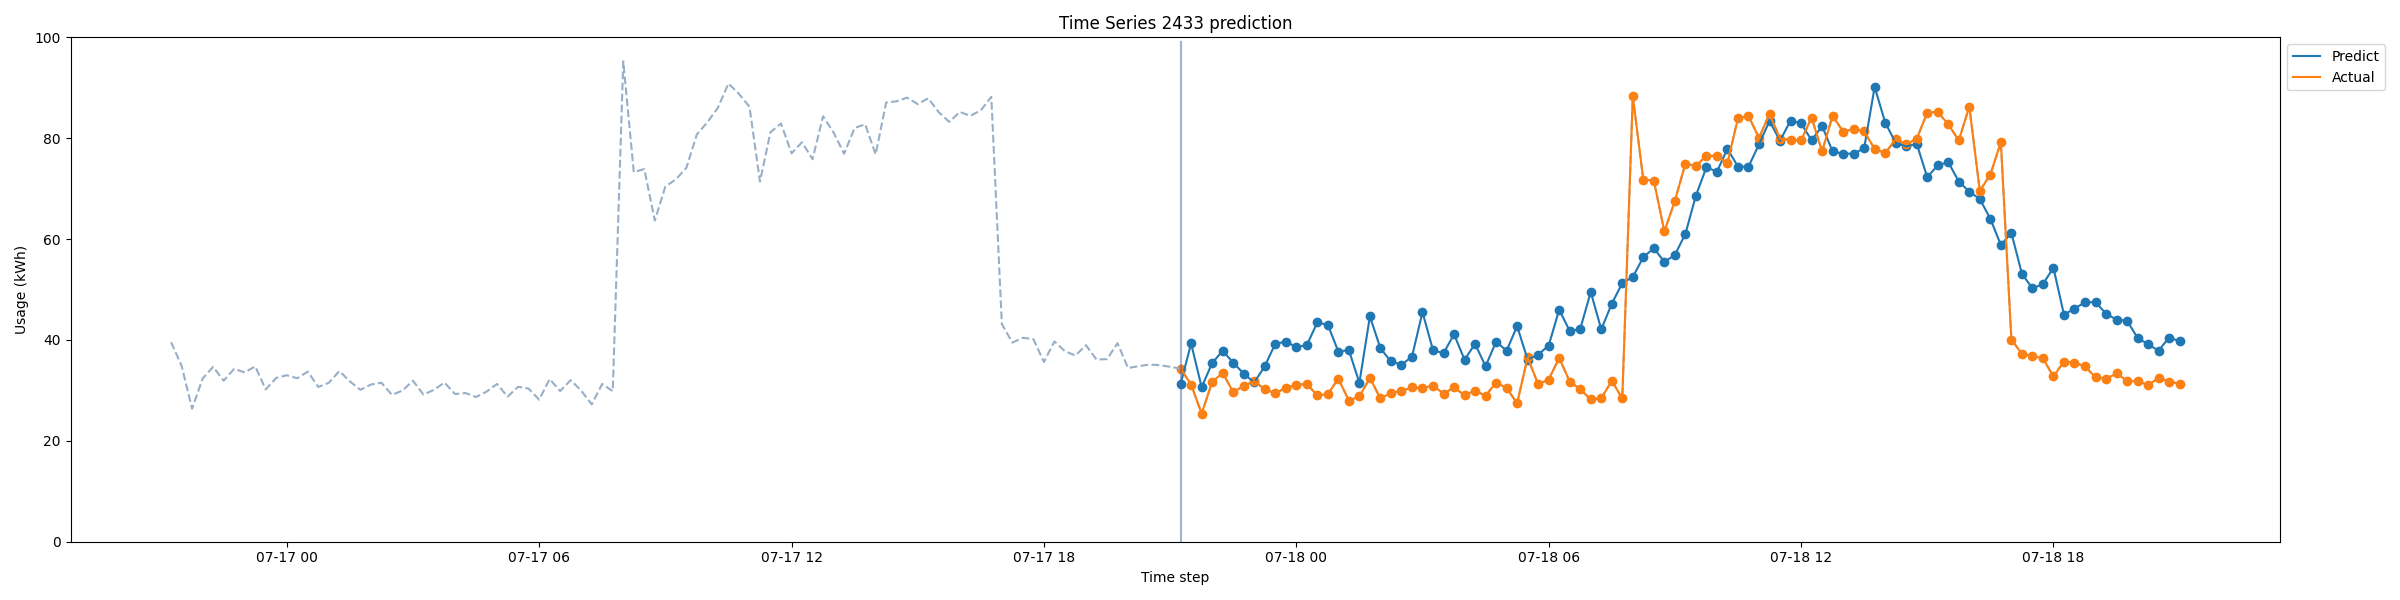 Time Series 2433 prediction
100
80
60
40
20
0
Usage (kWh)
07-17 00
07-17 06
07-17 12
07-17 18
07-18 00
07-18 06
07-18 12
07-18 18
Time step
Predict
Actual